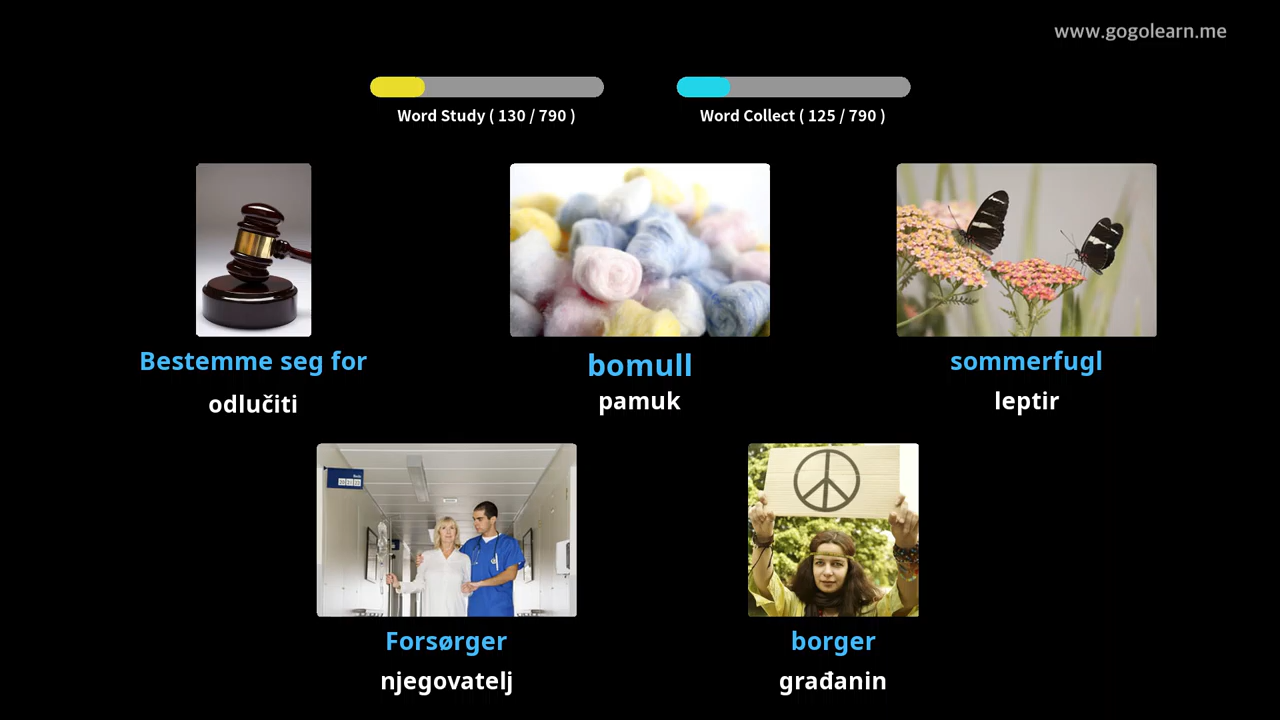 www.gogolearn.me
Word Study ( 130 / 790 )
Word Collect ( 125 / 790 )
Bestemme seg for
odlučiti
bomull
pamuk
sommerfugl
leptir
Forsørger
njegovatelj
borger
građanin